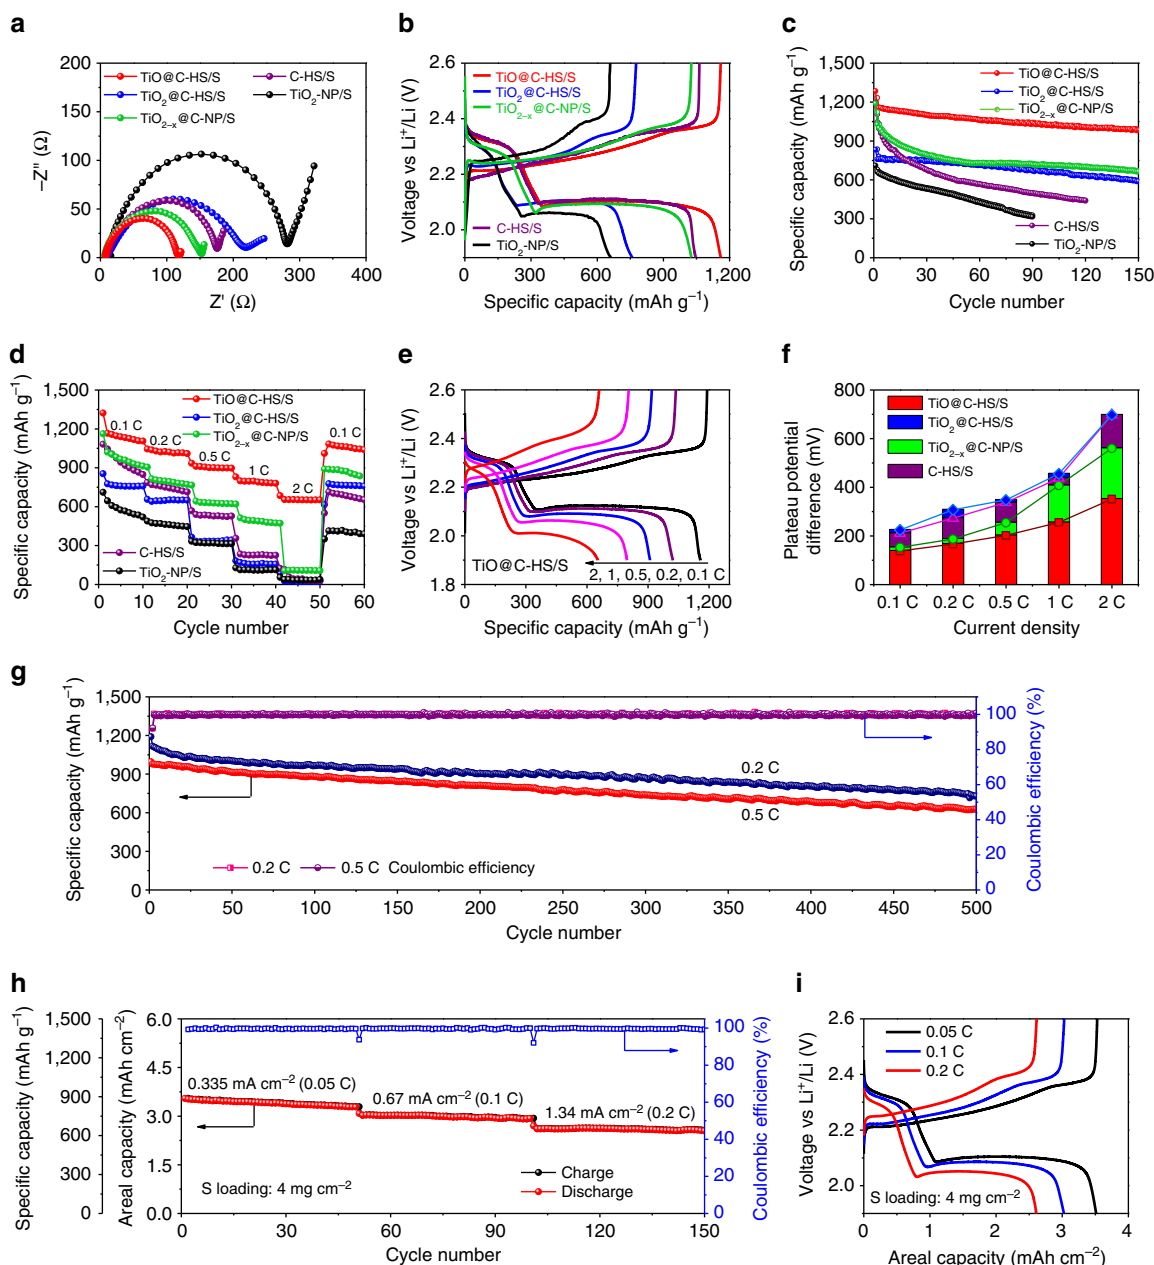 a
200
150
100
50
0
−Z'' (Ω)
0
100
200
300
400
Z' (Ω)
TiO@C-HS/S
TiO₂@C-HS/S
TiO₂₋ₓ@C-NP/S
C-HS/S
TiO₂-NP/S
b
2.6
2.4
2.2
2.0
Voltage vs Li⁺/Li (V)
0
300
600
900
1,200
Specific capacity (mAh g⁻¹)
TiO@C-HS/S
TiO₂@C-HS/S
TiO₂₋ₓ@C-NP/S
C-HS/S
TiO₂-NP/S
c
1,500
1,200
900
600
300
0
Specific capacity (mAh g⁻¹)
0
30
60
90
120
150
Cycle number
TiO@C-HS/S
TiO₂@C-HS/S
TiO₂₋ₓ@C-NP/S
C-HS/S
TiO₂-NP/S
d
1,500
1,200
900
600
300
0
Specific capacity (mAh g⁻¹)
0
10
20
30
40
50
60
Cycle number
TiO@C-HS/S
TiO₂@C-HS/S
TiO₂₋ₓ@C-NP/S
0.1 C
0.2 C
0.5 C
1 C
2 C
0.1 C
C-HS/S
TiO₂-NP/S
e
2.6
2.4
2.2
2.0
1.8
Voltage vs Li⁺/Li (V)
TiO@C-HS/S
2, 1, 0.5, 0.2, 0.1 C
0
300
600
900
1,200
Specific capacity (mAh g⁻¹)
f
800
600
400
200
0
Plateau potential
difference (mV)
TiO@C-HS/S
TiO₂@C-HS/S
TiO₂₋ₓ@C-NP/S
C-HS/S
0.1 C
0.2 C
0.5 C
1 C
2 C
Current density
g
1,500
1,200
900
600
300
0
Specific capacity (mAh g⁻¹)
0.2 C
0.5 C
0.2 C
0.5 C Coulombic efficiency
100
80
60
40
20
0
Coulombic efficiency (%)
0
50
100
150
200
250
300
350
400
450
500
Cycle number
h
1,500
1,200
900
600
300
0
Specific capacity (mAh g⁻¹)
6.0
4.5
3.0
1.5
0.0
Areal capacity (mAh cm⁻²)
0.335 mA cm⁻² (0.05 C)
0.67 mA cm⁻² (0.1 C)
1.34 mA cm⁻² (0.2 C)
S loading: 4 mg cm⁻²
Charge
Discharge
100
80
60
40
20
0
Coulombic efficiency (%)
0
30
60
90
120
150
Cycle number
i
2.6
2.4
2.2
2.0
Voltage vs Li⁺/Li (V)
0.05 C
0.1 C
0.2 C
S loading: 4 mg cm⁻²
0
1
2
3
4
Areal capacity (mAh cm⁻²)